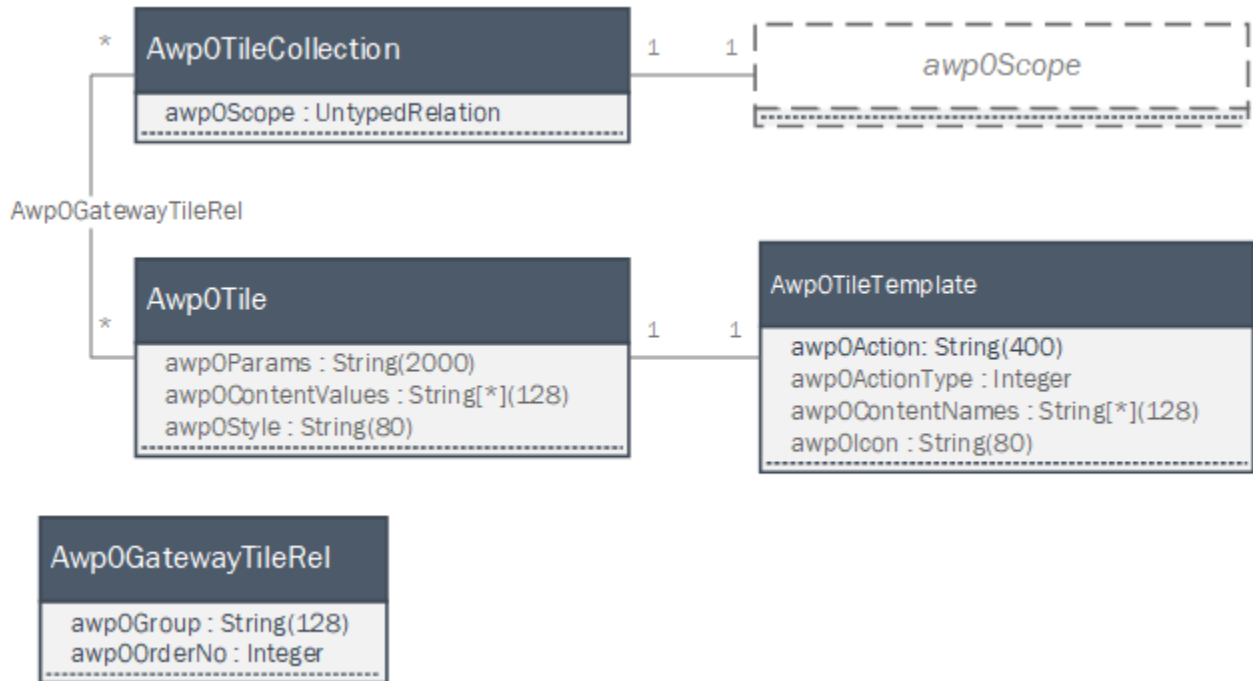 *
Awp0TileCollection
1
1
awp0Scope
awp0Scope : UntypedRelation
Awp0GatewayTileRel
*
Awp0Tile
1
1
Awp0TileTemplate
awp0Params : String(2000)
awp0ContentValues : String[*](128)
awp0Style : String(80)
awp0Action: String(400)
awp0ActionType : Integer
awp0ContentNames : String[*](128)
awp0Icon : String(80)
Awp0GatewayTileRel
awp0Group : String(128)
awp0OrderNo : Integer